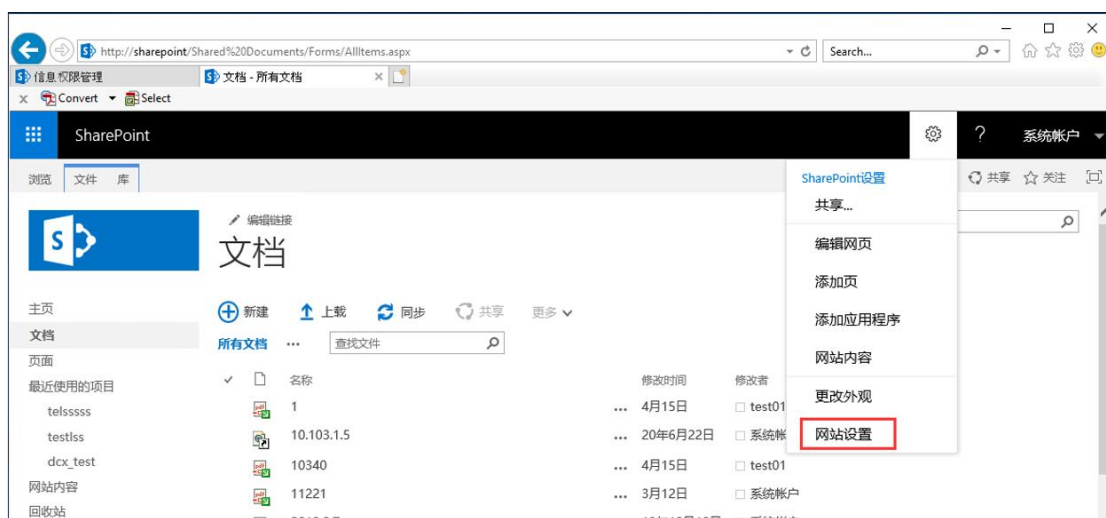 http://sharepoint/Shared%20Documents/Forms/AllItems.aspx
Search...
信息权限管理
文档 - 所有文档
x Convert Select
SharePoint
? 系统帐户
浏览 文件 库
SharePoint设置
共享 关注
共享...
编辑链接
文档
编辑网页
添加页
添加应用程序
网站内容
更改外观
网站设置
主页
文档
页面
最近使用的项目
telsssss
testlss
dcx_test
网站内容
回收站
新建 上载 同步 共享 更多
所有文档 ... 查找文件
名称 修改时间 修改者
1 ... 4月15日 test01
10.103.1.5 ... 20年6月22日 系统帐
10340 ... 4月15日 test01
11221 ... 3月12日 系统帐户